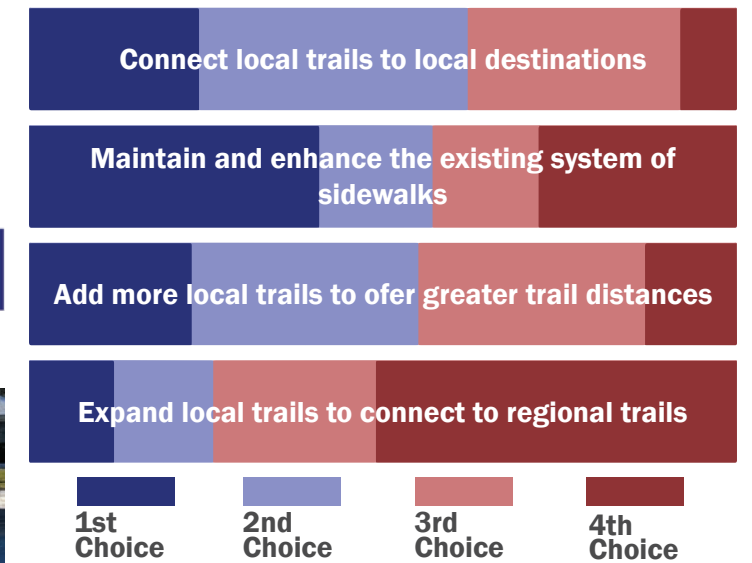 Connect local trails to local destinations
Maintain and enhance the existing system of
sidewalks
Add more local trails to ofer greater trail distances
Expand local trails to connect to regional trails
1st
Choice
2nd
Choice
3rd
Choice
4th
Choice